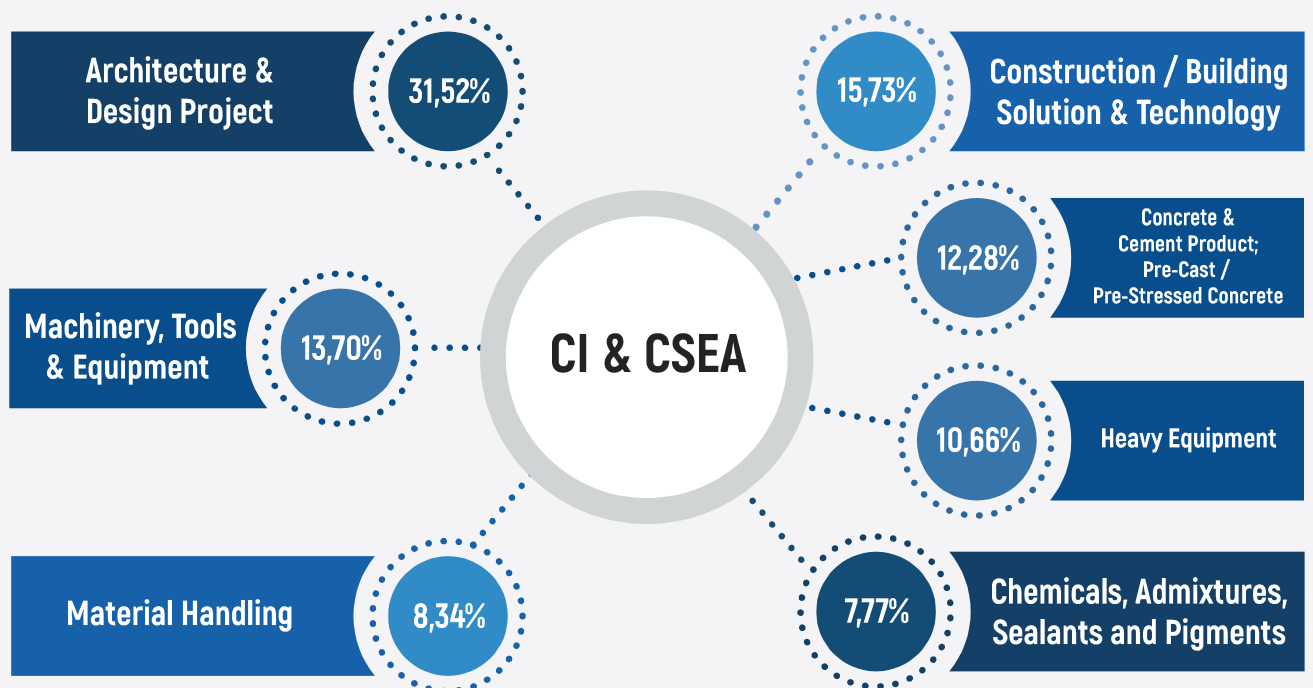 Architecture &
Design Project
31,52%
15,73%
Construction / Building
Solution & Technology
12,28%
Concrete &
Cement Product;
Pre-Cast /
Pre-Stressed Concrete
Machinery, Tools
& Equipment
13,70%
CI & CSEA
10,66%
Heavy Equipment
Material Handling
8,34%
7,77%
Chemicals, Admixtures,
Sealants and Pigments